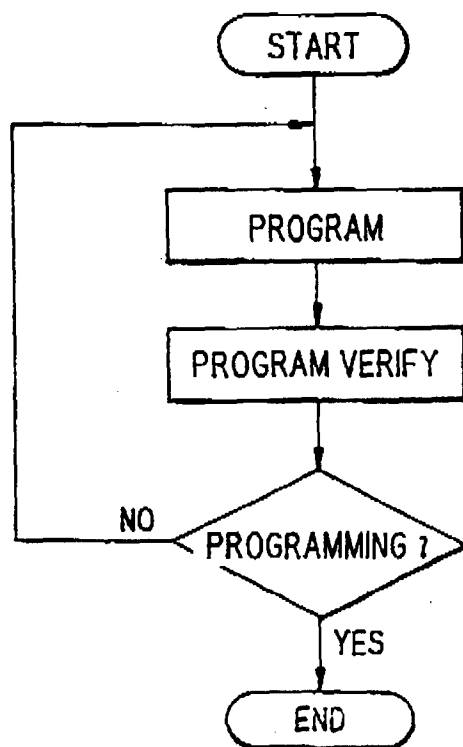 START
PROGRAM
PROGRAM VERIFY
PROGRAMMING ?
NO
YES
END